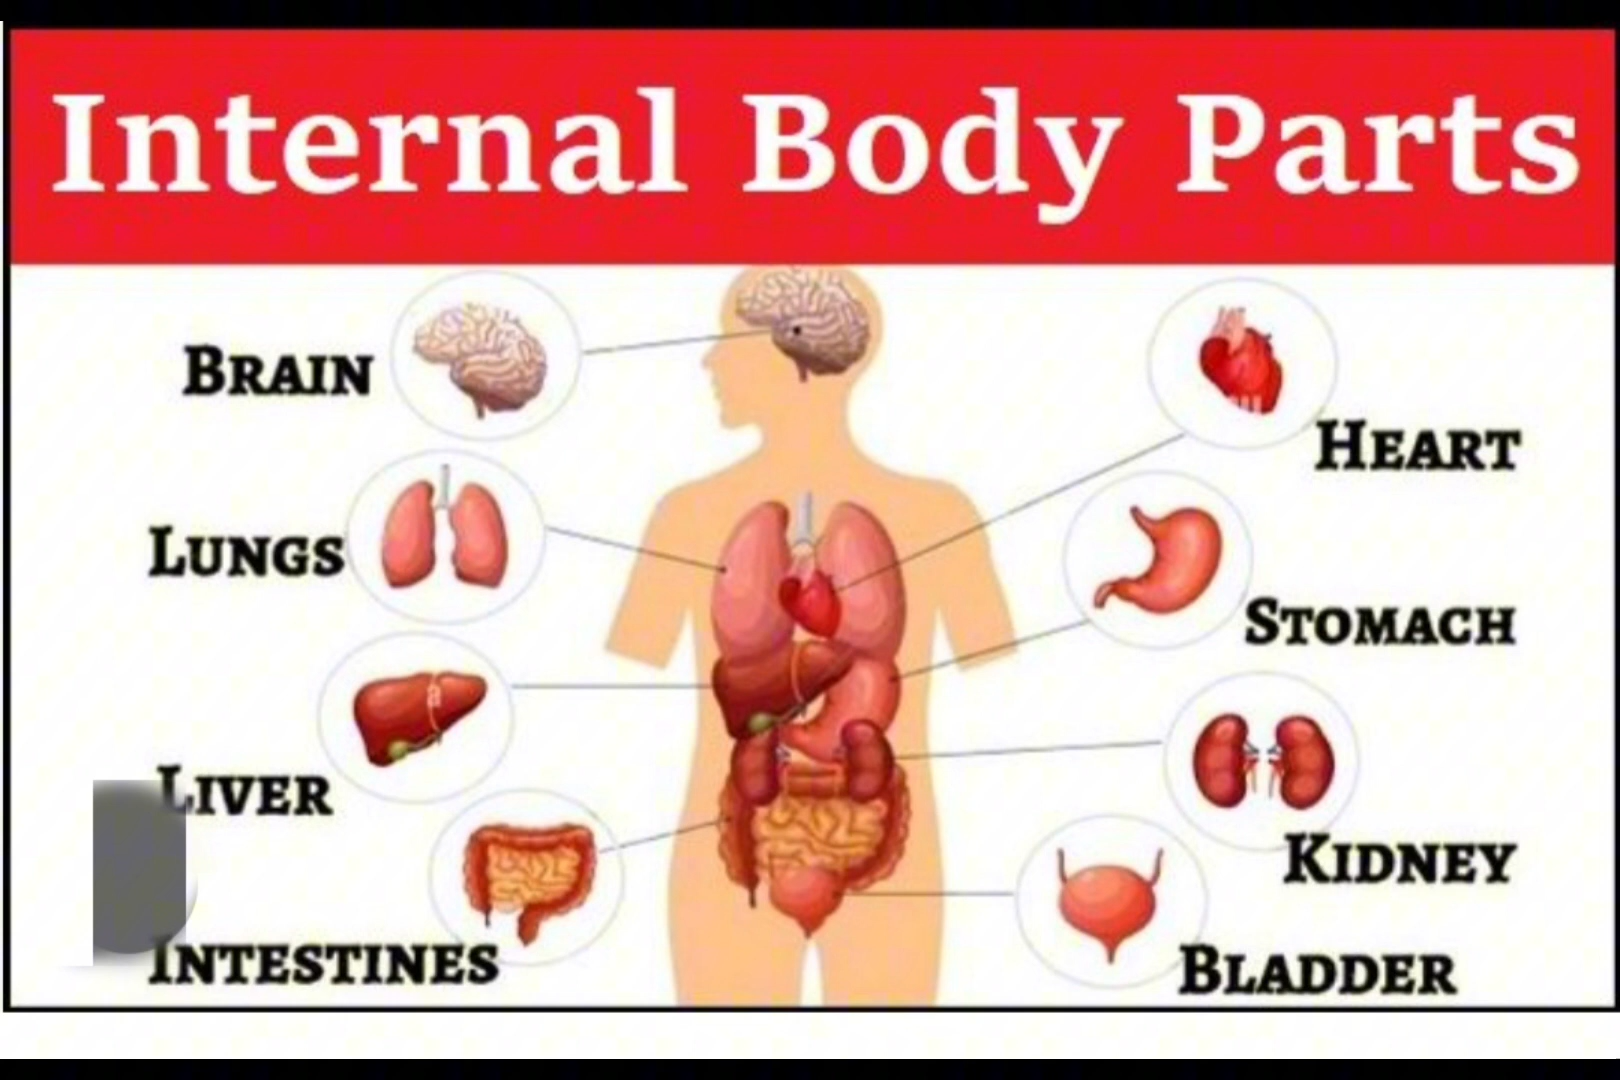 Internal Body Parts
BRAIN
HEART
LUNGS
STOMACH
LIVER
KIDNEY
INTESTINES
BLADDER